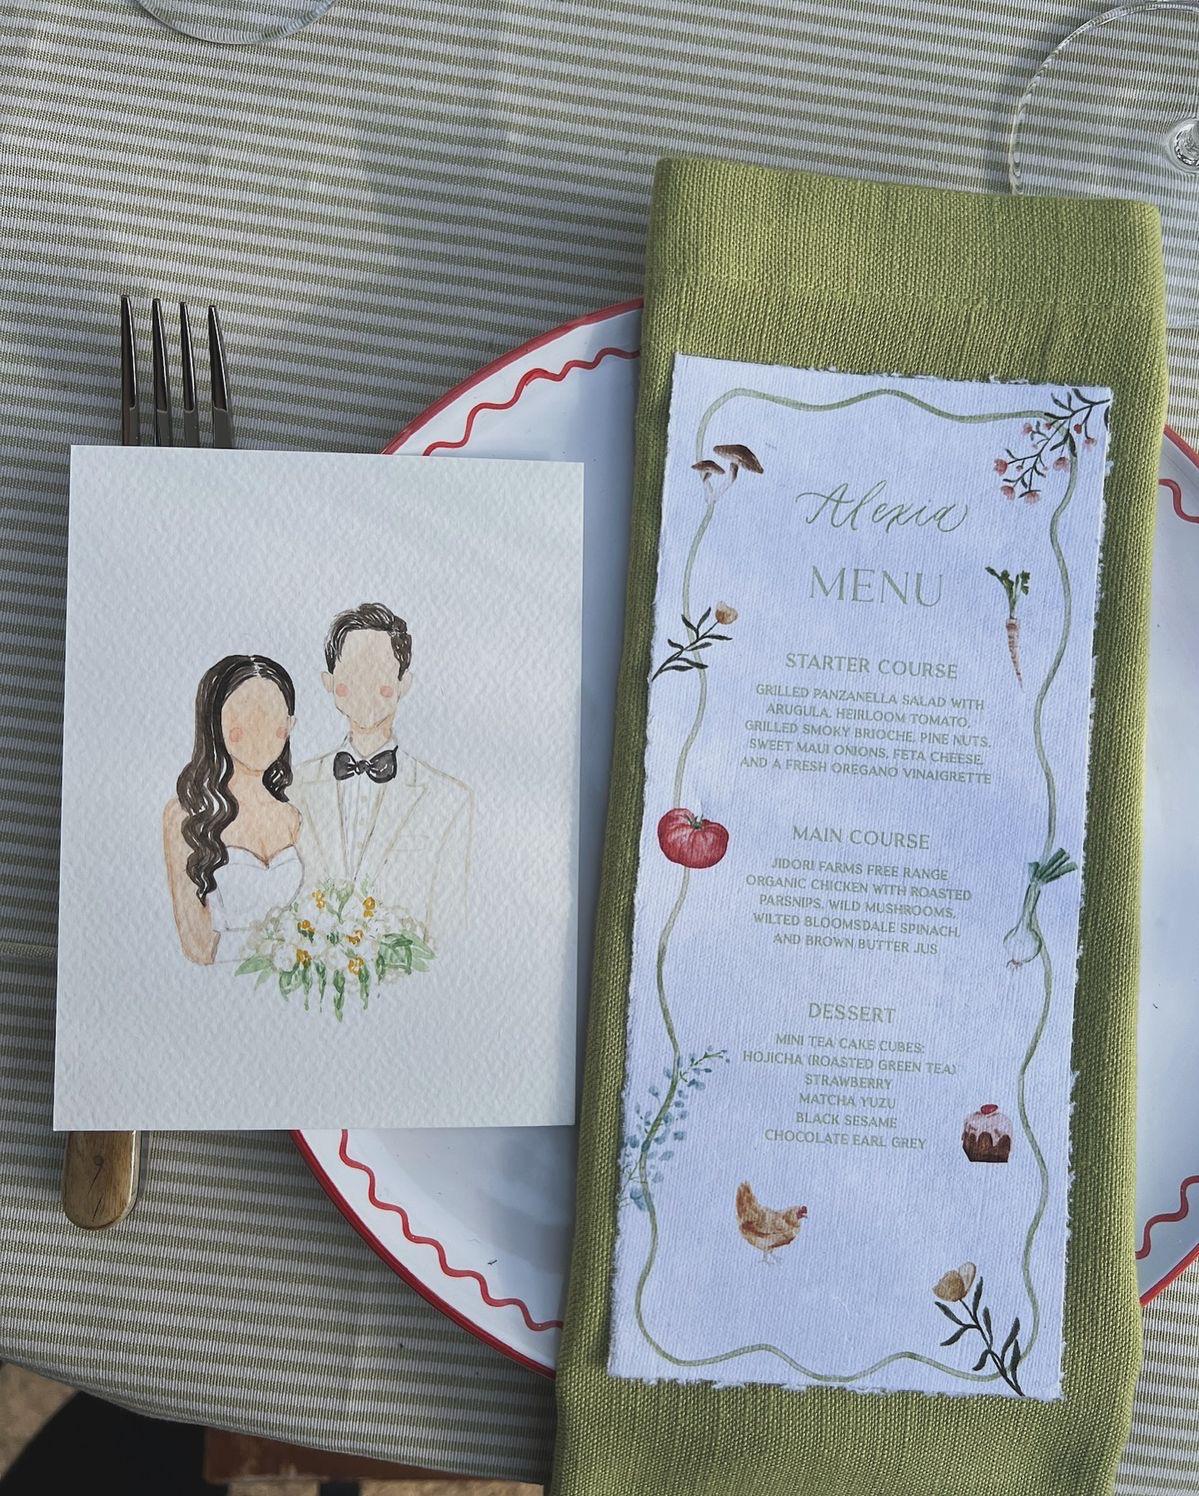 Alexia
MENU
STARTER COURSE
GRILLED PANZANELLA SALAD WITH
ARUGULA, HEIRLOOM TOMATO,
GRILLED SMOKY BRIOCHE, PINE NUTS,
SWEET MAUI ONIONS, FETA CHEESE,
AND A FRESH OREGANO VINAIGRETTE
MAIN COURSE
JIDORI FARMS FREE RANGE
ORGANIC CHICKEN WITH ROASTED
PARSNIPS, WILD MUSHROOMS,
WILTED BLOOMSDALE SPINACH,
AND BROWN BUTTER JUS
DESSERT
MINI TEA CAKE CUBES:
HOJICHA (ROASTED GREEN TEA)
STRAWBERRY
MATCHA YUZU
BLACK SESAME
CHOCOLATE EARL GREY